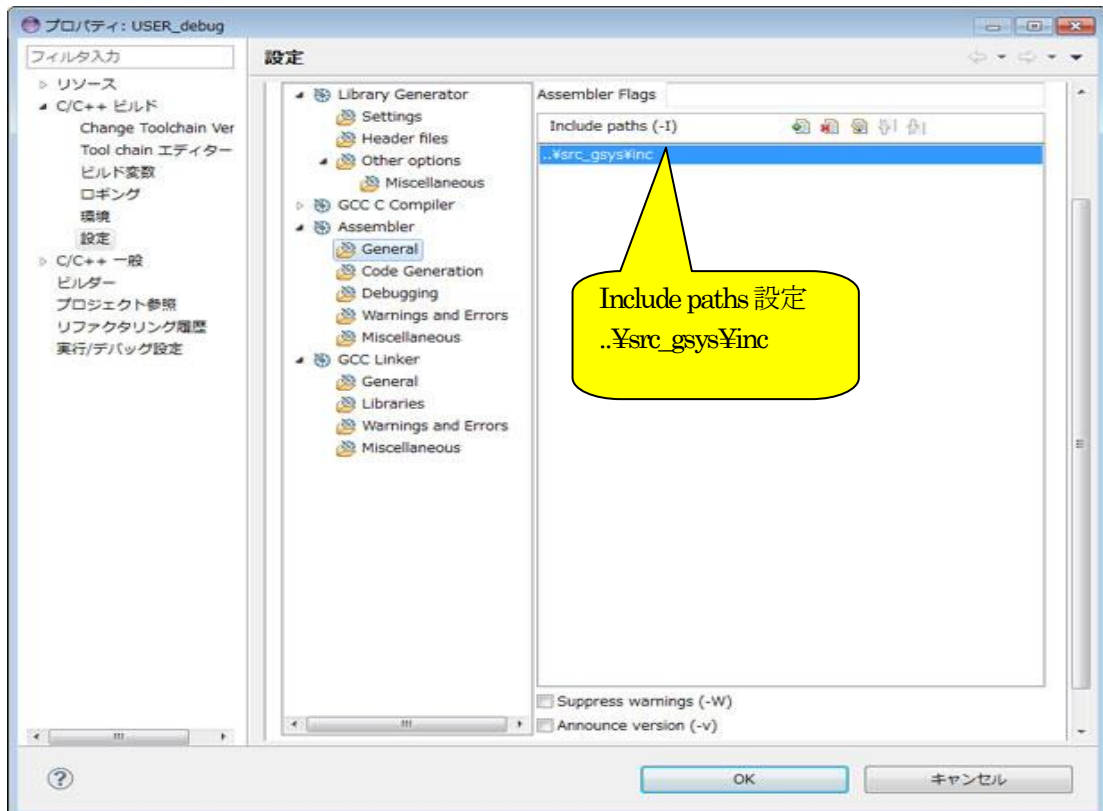 プロパティ: USER_debug
フィルタ入力
設定
リソース
C/C++ ビルド
Change Toolchain Ver
Tool chain エディター
ビルド変数
ロギング
環境
設定
C/C++ 一般
ビルダー
プロジェクト参照
リファクタリング履歴
実行/デバッグ設定
Library Generator
Settings
Header files
Other options
Miscellaneous
GCC C Compiler
Assembler
General
Code Generation
Debugging
Warnings and Errors
Miscellaneous
GCC Linker
General
Libraries
Warnings and Errors
Miscellaneous
Assembler Flags
Include paths (-I)
..¥src_gsys¥inc
Include paths 設定
..¥src_gsys¥inc
Suppress warnings (-W)
Announce version (-v)
OK
キャンセル